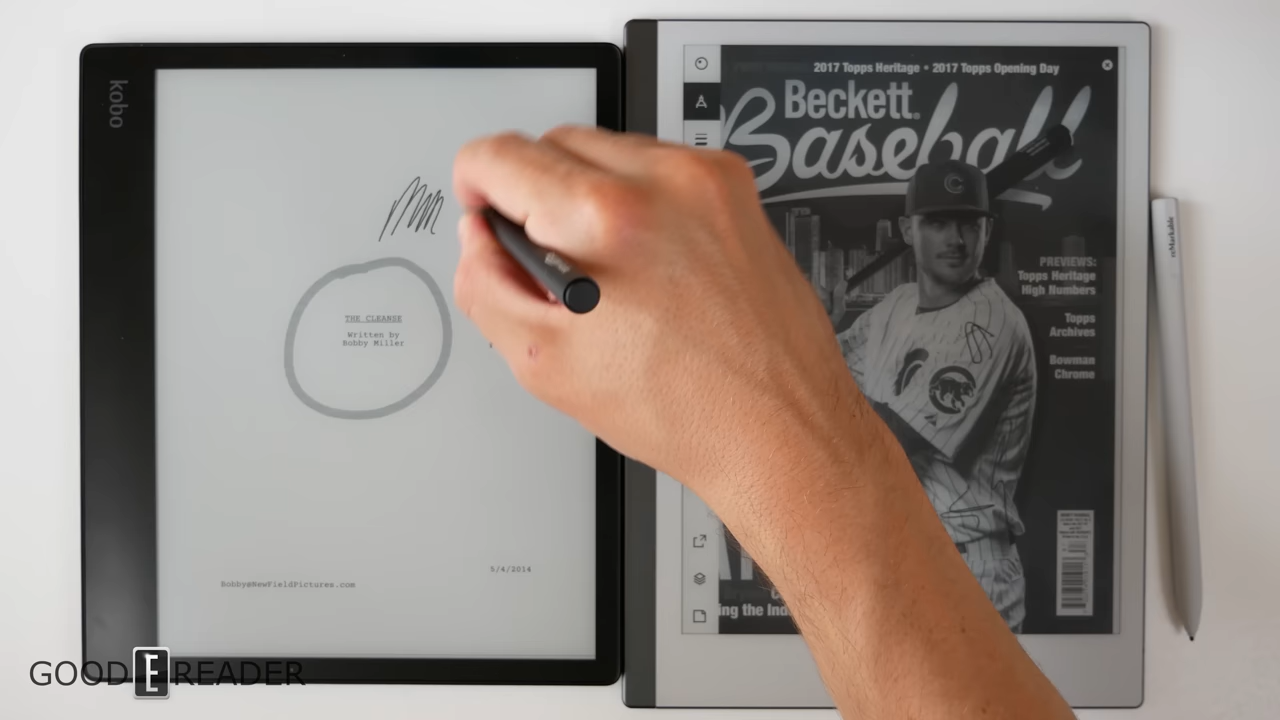 kobo
THE CLEANSE
Written by
Bobby Miller
5/4/2014
Bobby@NewFieldPictures.com
2017 Topps Heritage • 2017 Topps Opening Day
Beckett
Baseball
PREVIEWS:
Topps Heritage
High Numbers
Topps
Archives
Bowman
Chrome
ing the
reMarkable
GOOD E READER